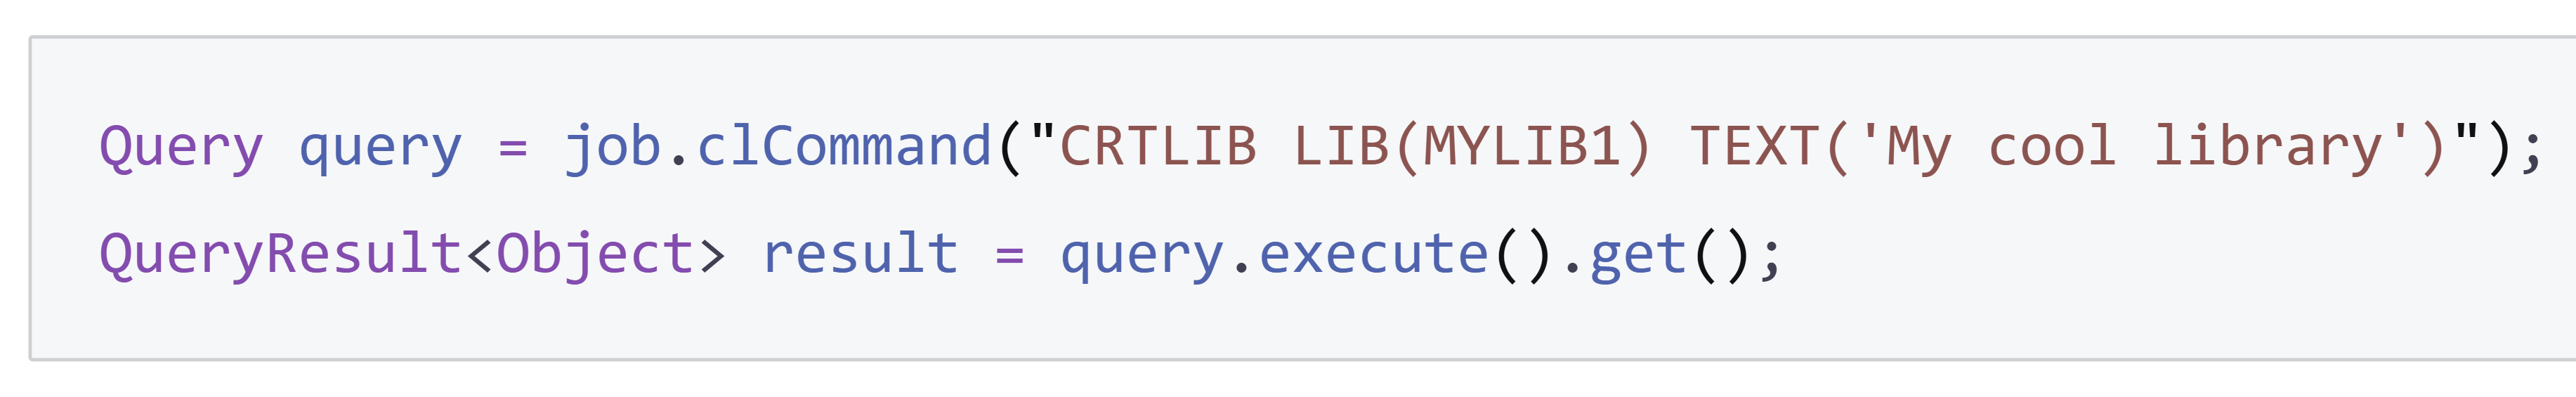 Query query = job.clCommand("CRTLIB LIB(MYLIB1) TEXT('My cool library')");
QueryResult<Object> result = query.execute().get();